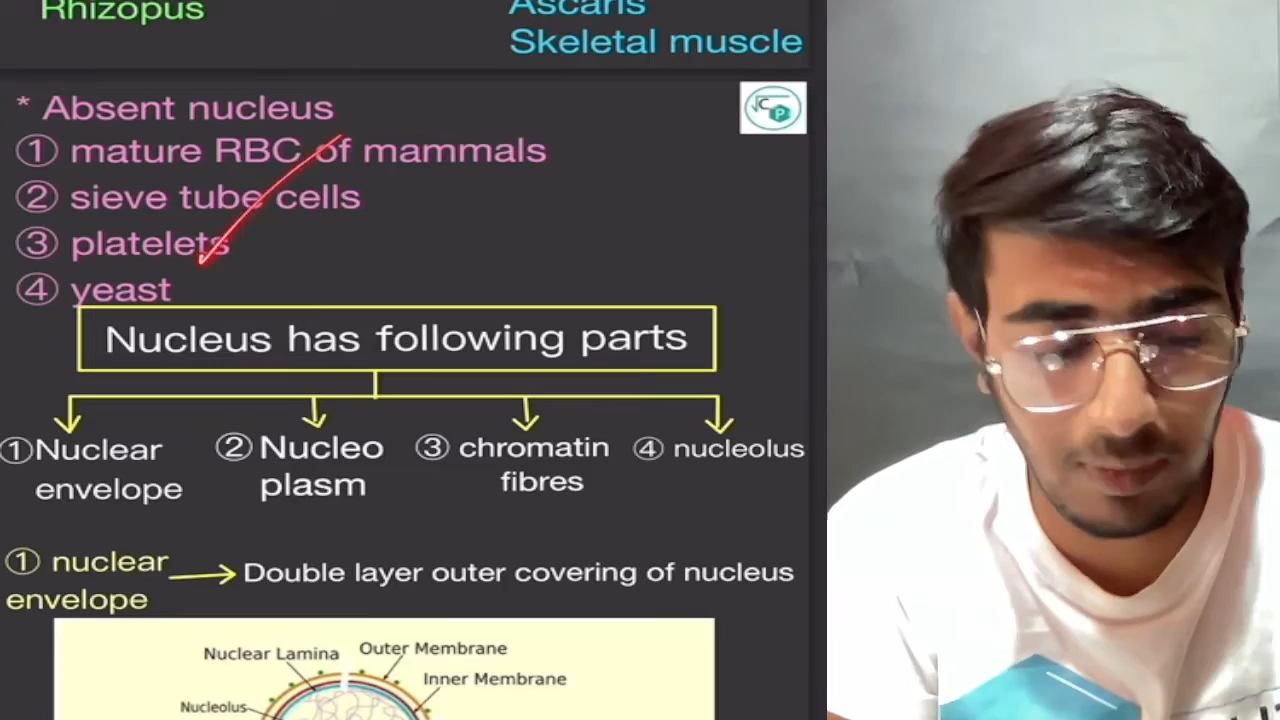 Rhizopus
Ascaris
Skeletal muscle
* Absent nucleus
① mature RBC of mammals
② sieve tube cells
③ platelets
④ yeast
Nucleus has following parts
① Nuclear envelope
② Nucleo plasm
③ chromatin fibres
④ nucleolus
① nuclear envelope → Double layer outer covering of nucleus
Nuclear Lamina
Outer Membrane
Inner Membrane
Nucleolus
C P